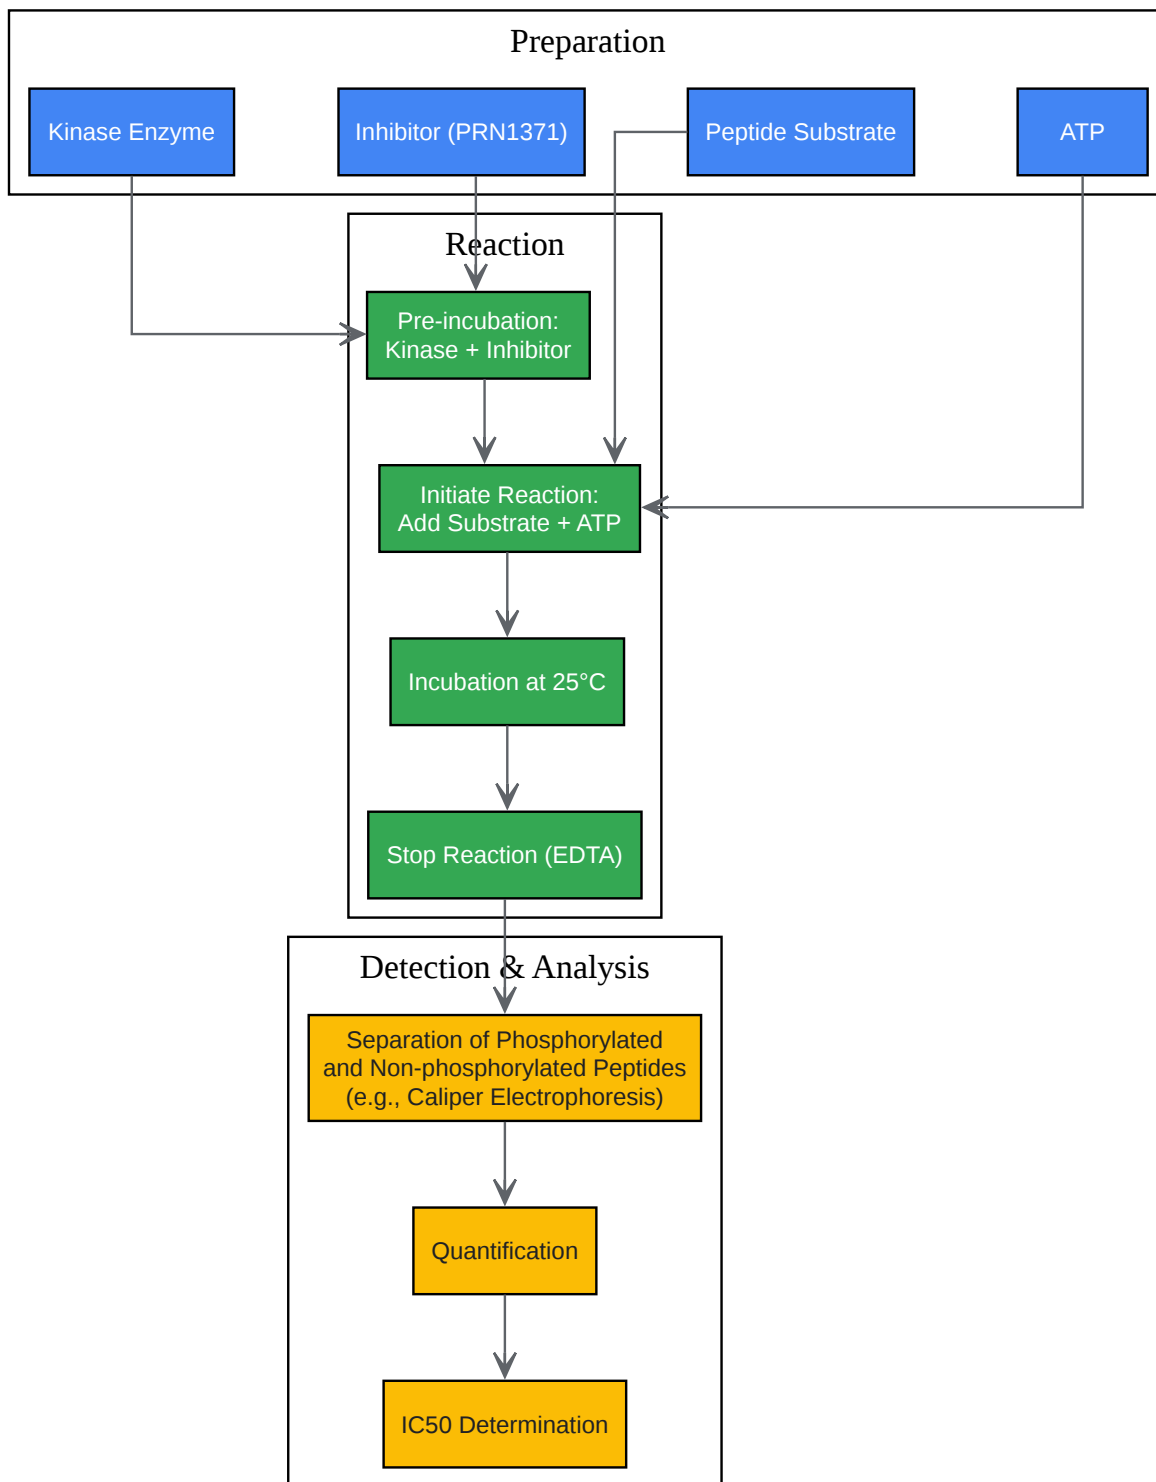 Preparation
Kinase Enzyme
Inhibitor (PRN1371)
Peptide Substrate
ATP
Reaction
Pre-incubation:
Kinase + Inhibitor
Initiate Reaction:
Add Substrate + ATP
Incubation at 25°C
Stop Reaction (EDTA)
Detection & Analysis
Separation of Phosphorylated
and Non-phosphorylated Peptides
(e.g., Caliper Electrophoresis)
Quantification
IC50 Determination